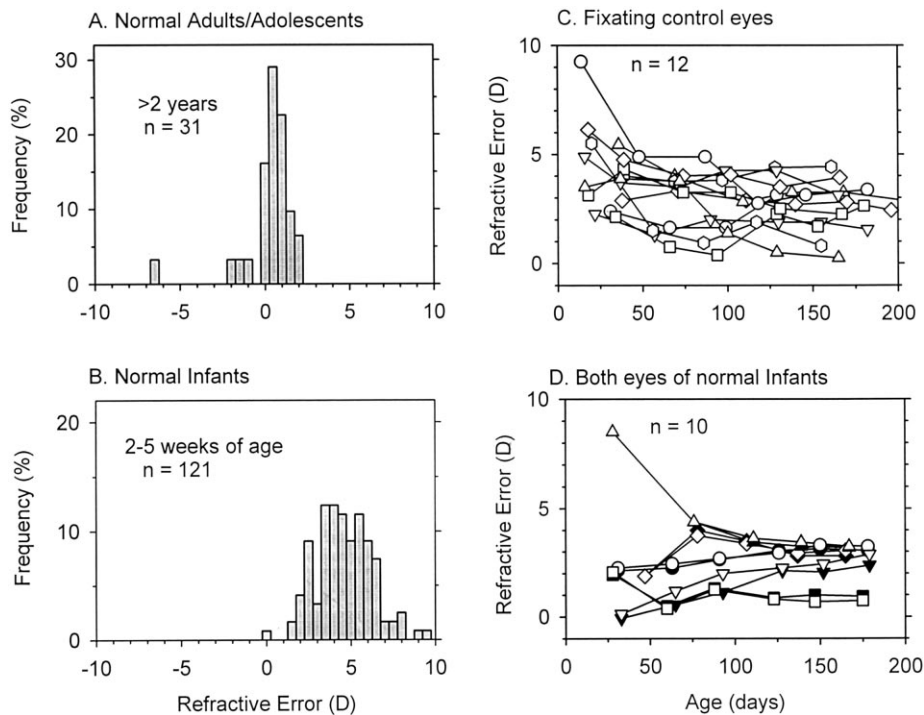 A. Normal Adults/Adolescents
30
20
10
0
Frequency (%)
>2 years
n = 31
-10
-5
0
5
10
C. Fixating control eyes
10
5
0
Refractive Error (D)
n = 12
0
50
100
150
200
B. Normal Infants
20
10
0
Frequency (%)
2-5 weeks of age
n = 121
-10
-5
0
5
10
Refractive Error (D)
D. Both eyes of normal Infants
10
5
0
Refractive Error (D)
n = 10
0
50
100
150
200
Age (days)